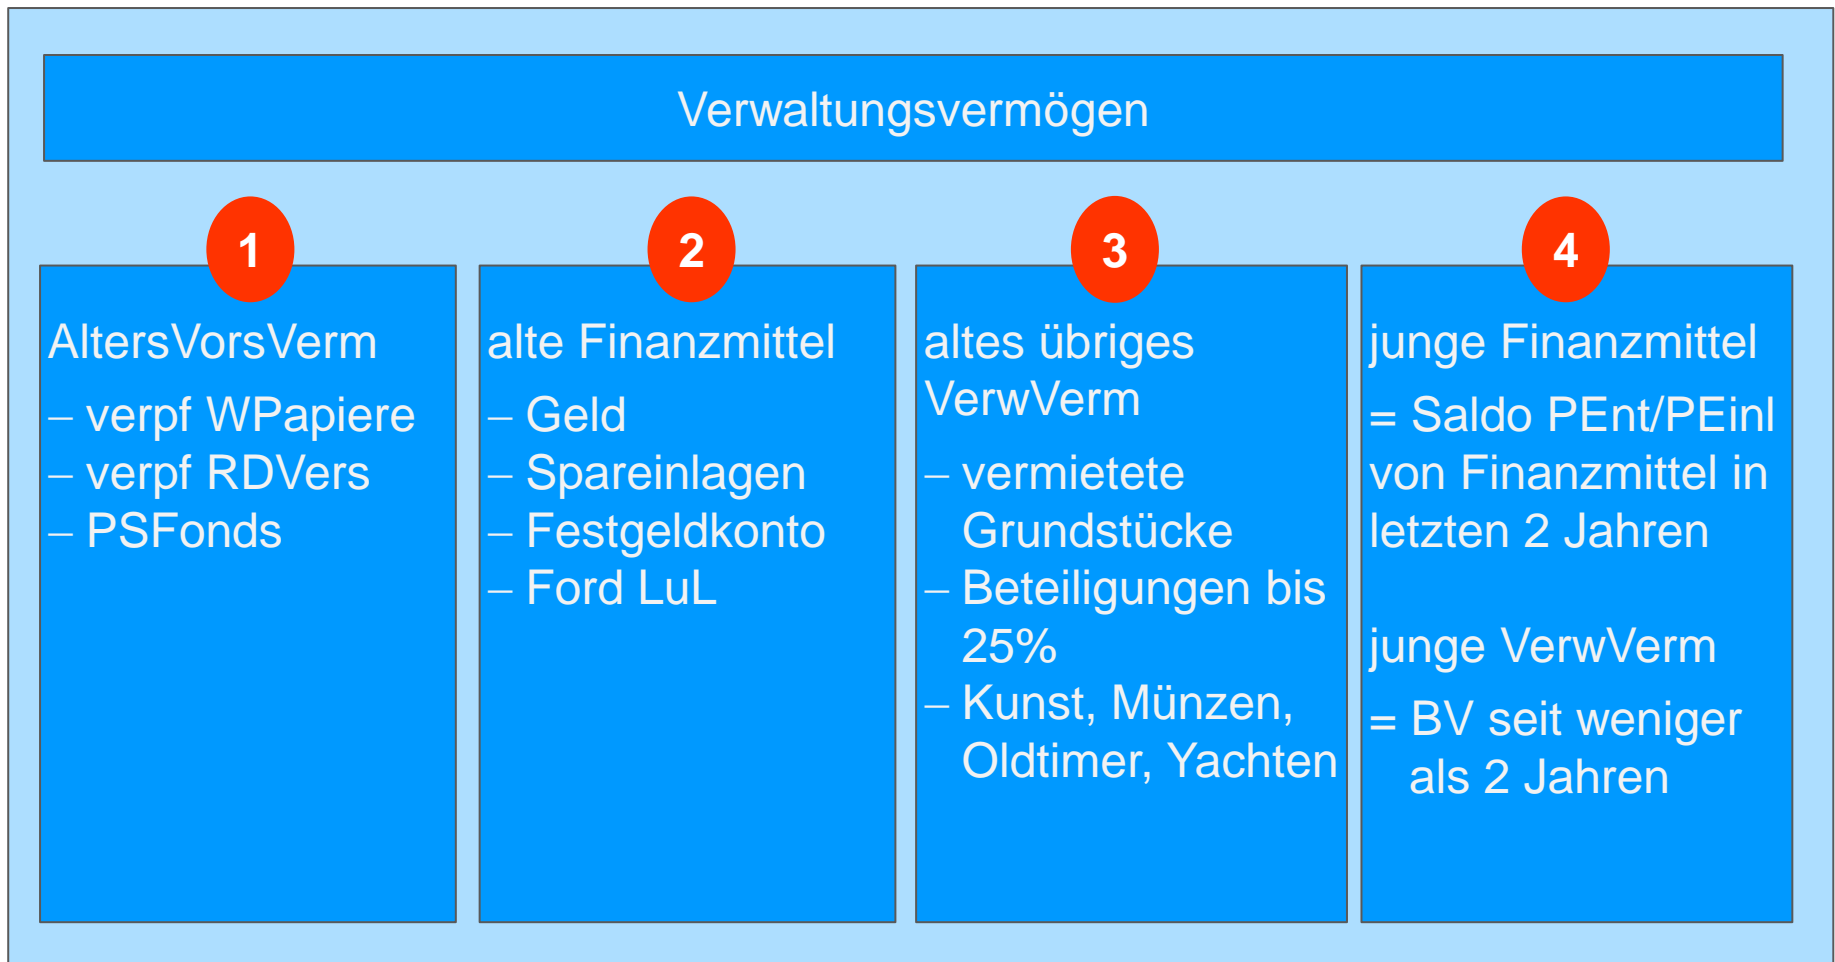 Verwaltungsvermögen
1
AltersVorsVerm
– verpf WPapiere
– verpf RDVers
– PSFonds
2
alte Finanzmittel
– Geld
– Spareinlagen
– Festgeldkonto
– Ford LuL
3
altes übriges
VerwVerm
– vermietete
Grundstücke
– Beteiligungen bis
25%
– Kunst, Münzen,
Oldtimer, Yachten
4
junge Finanzmittel
= Saldo PEnt/PEinl
von Finanzmittel in
letzten 2 Jahren
junge VerwVerm
= BV seit weniger
als 2 Jahren